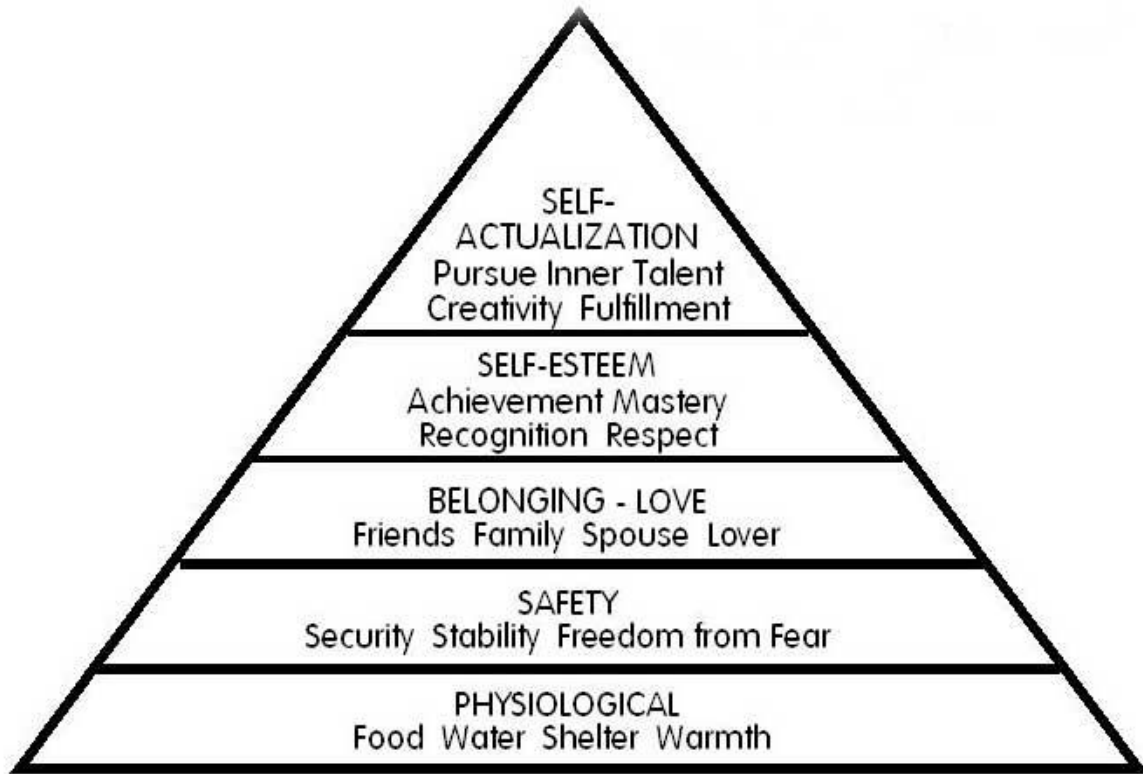 SELF-
ACTUALIZATION
Pursue Inner Talent
Creativity Fulfillment
SELF-ESTEEM
Achievement Mastery
Recognition Respect
BELONGING - LOVE
Friends Family Spouse Lover
SAFETY
Security Stability Freedom from Fear
PHYSIOLOGICAL
Food Water Shelter Warmth